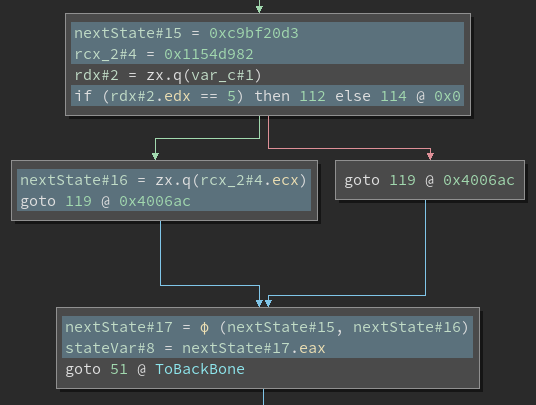 nextState#15 = 0xc9bf20d3
rcx_2#4 = 0x1154d982
rdx#2 = zx.q(var_c#1)
if (rdx#2.edx == 5) then 112 else 114 @ 0x0
nextState#16 = zx.q(rcx_2#4.ecx)
goto 119 @ 0x4006ac
goto 119 @ 0x4006ac
nextState#17 = ϕ (nextState#15, nextState#16)
stateVar#8 = nextState#17.eax
goto 51 @ ToBackBone